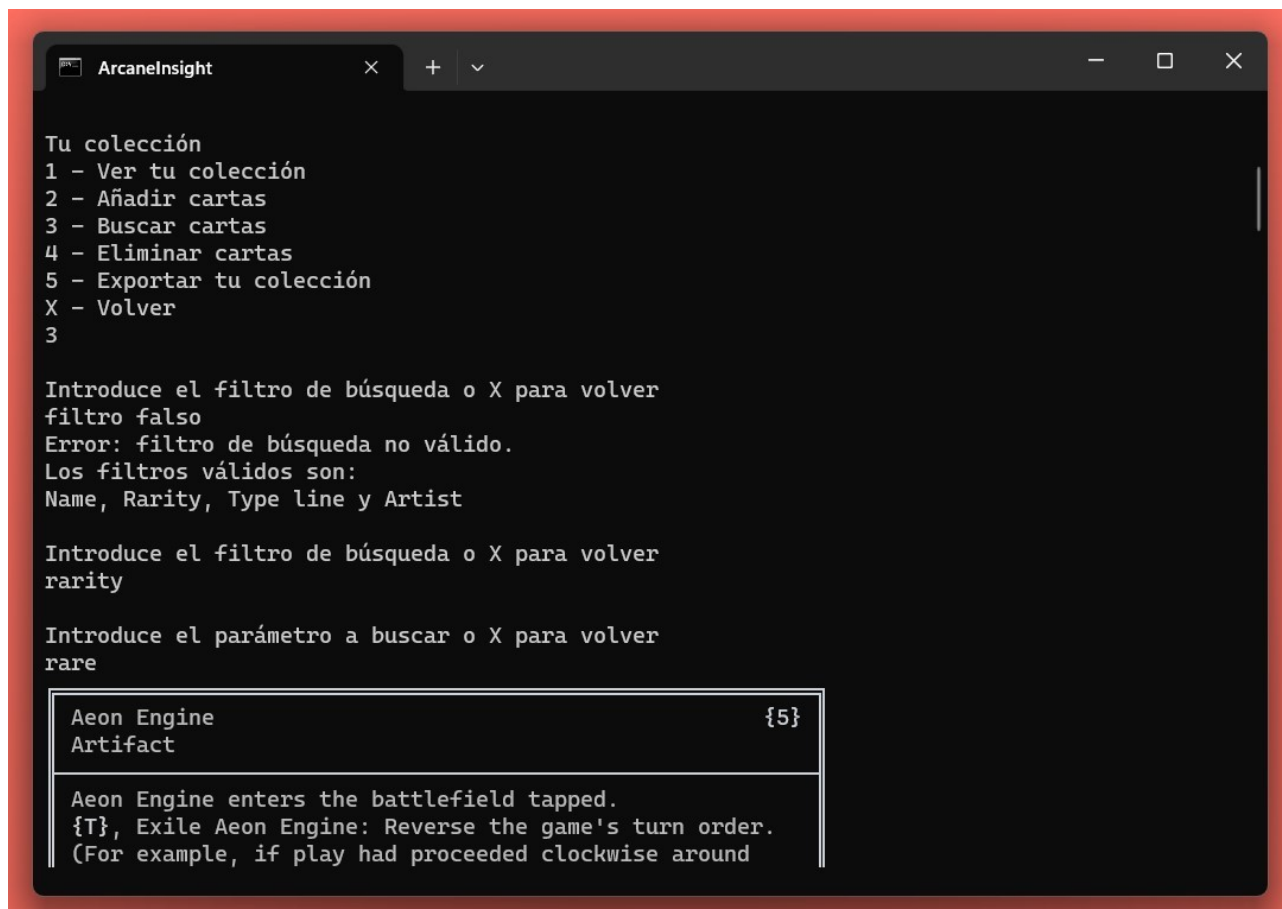 ArcaneInsight
Tu colección
1 – Ver tu colección
2 – Añadir cartas
3 – Buscar cartas
4 – Eliminar cartas
5 – Exportar tu colección
X – Volver
3
Introduce el filtro de búsqueda o X para volver
filtro falso
Error: filtro de búsqueda no válido.
Los filtros válidos son:
Name, Rarity, Type line y Artist
Introduce el filtro de búsqueda o X para volver
rarity
Introduce el parámetro a buscar o X para volver
rare
Aeon Engine {5}
Artifact
Aeon Engine enters the battlefield tapped.
{T}, Exile Aeon Engine: Reverse the game's turn order.
(For example, if play had proceeded clockwise around